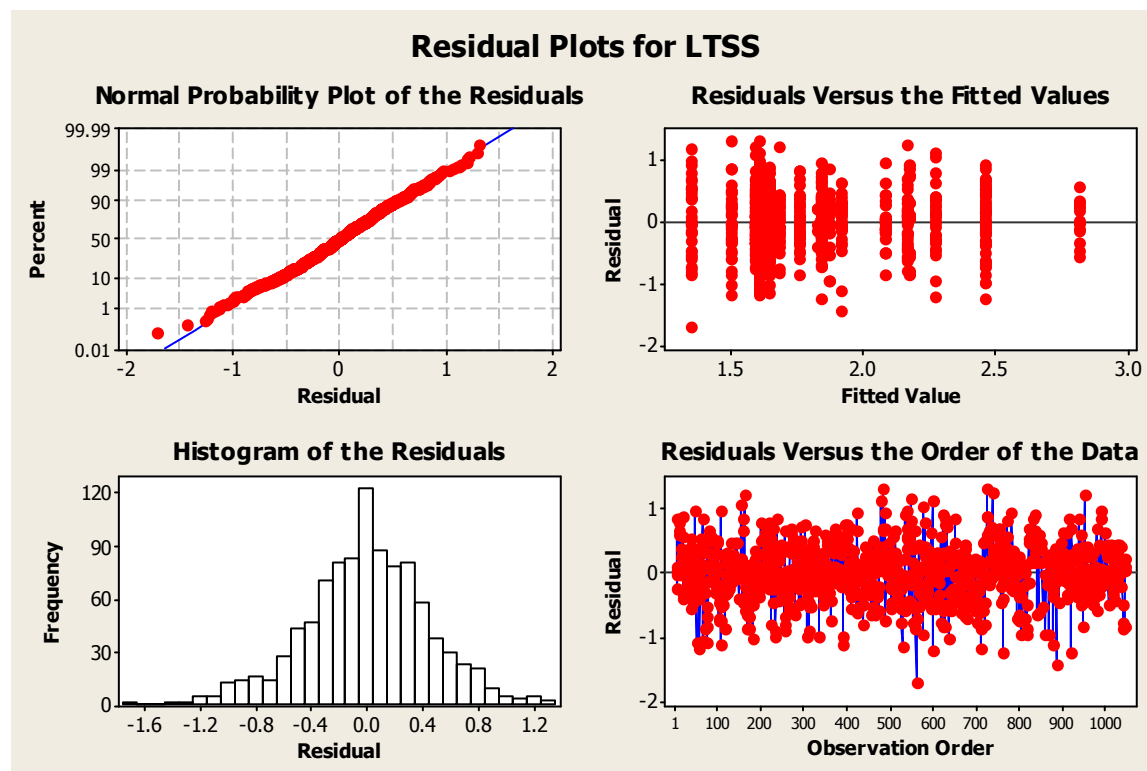 Residual Plots for LTSS
Normal Probability Plot of the Residuals
99.99
99
90
50
10
1
0.01
Percent
-2 -1 0 1 2
Residual
Residuals Versus the Fitted Values
1
0
-1
-2
Residual
1.5 2.0 2.5 3.0
Fitted Value
Histogram of the Residuals
120
90
60
30
0
Frequency
-1.6 -1.2 -0.8 -0.4 0.0 0.4 0.8 1.2
Residual
Residuals Versus the Order of the Data
1
0
-1
-2
Residual
1 100 200 300 400 500 600 700 800 900 1000
Observation Order